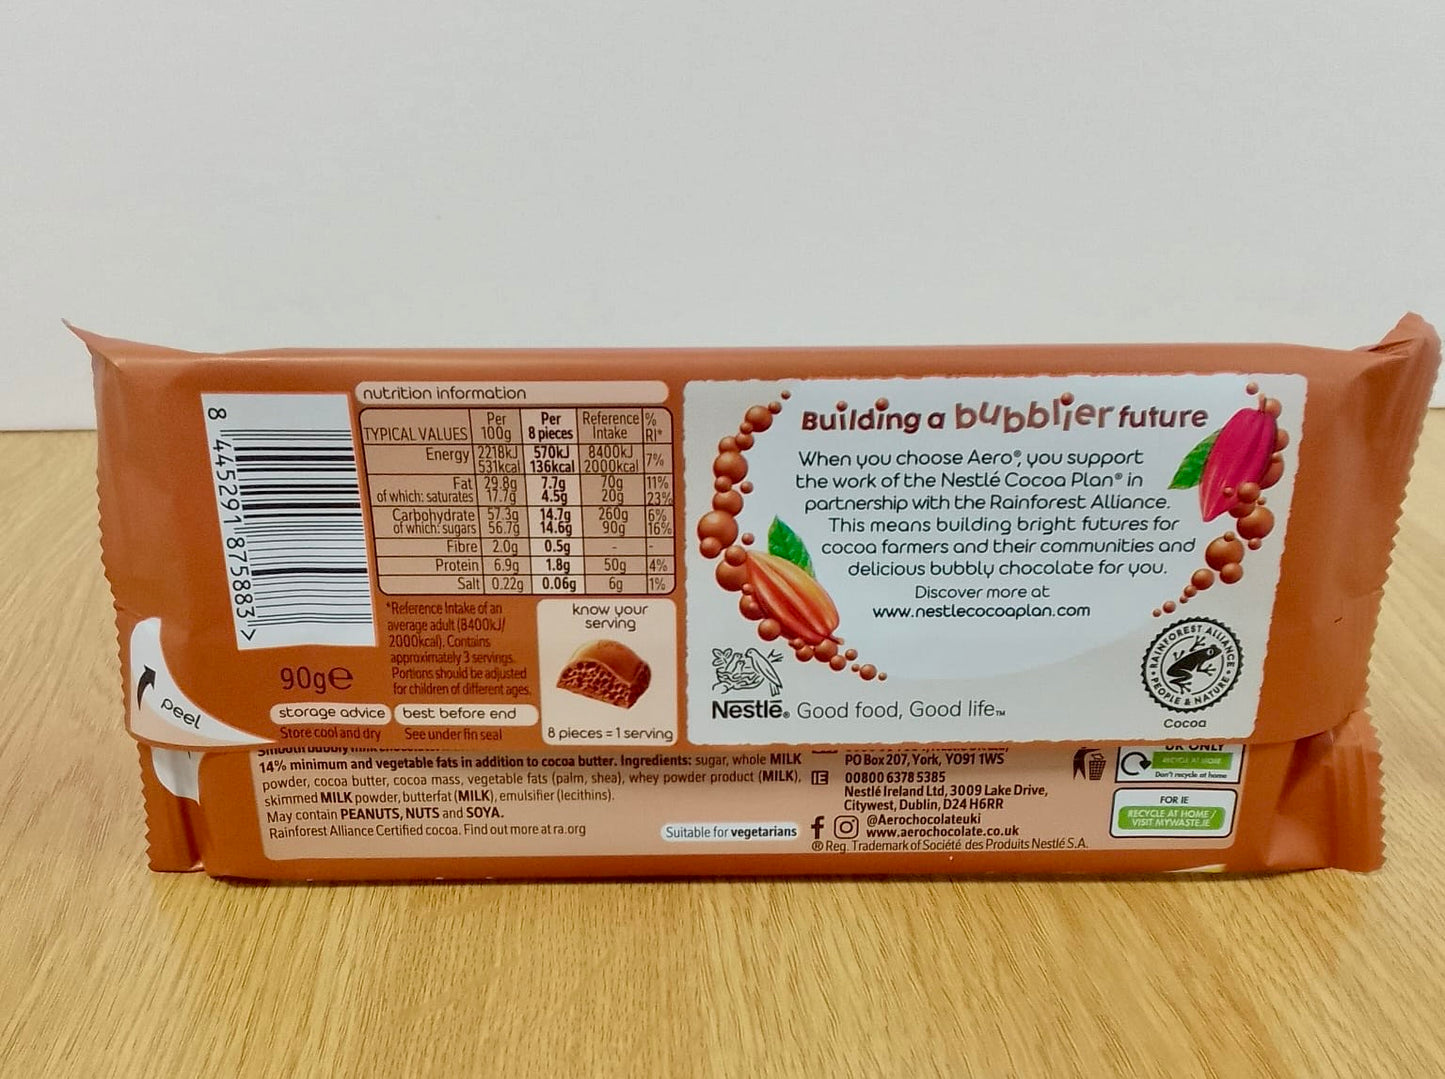 8 445291 875883 >
nutrition information
TYPICAL VALUES Per 100g Per 8 pieces Reference Intake % RI*
Energy 2218kJ 570kJ 8400kJ 7%
531kcal 136kcal 2000kcal
Fat 29.8g 7.7g 70g 11%
of which: saturates 17.7g 4.5g 20g 23%
Carbohydrate 57.3g 14.7g 260g 6%
of which: sugars 56.7g 14.6g 90g 16%
Fibre 2.0g 0.5g - -
Protein 6.9g 1.8g 50g 4%
Salt 0.22g 0.06g 6g 1%
*Reference Intake of an
average adult (8400kJ/
2000kcal). Contains
approximately 3 servings.
Portions should be adjusted
for children of different ages.
know your
serving
8 pieces = 1 serving
90g℮
storage advice
Store cool and dry
best before end
See under fin seal
peel
Building a bubblier future
When you choose Aero®, you support
the work of the Nestlé Cocoa Plan® in
partnership with the Rainforest Alliance.
This means building bright futures for
cocoa farmers and their communities and
delicious bubbly chocolate for you.
Discover more at
www.nestlecocoaplan.com
Nestlé® Good food, Good life™
RAINFOREST ALLIANCE
PEOPLE & NATURE
Cocoa
14% minimum and vegetable fats in addition to cocoa butter. Ingredients: sugar, whole MILK
powder, cocoa butter, cocoa mass, vegetable fats (palm, shea), whey powder product (MILK),
skimmed MILK powder, butterfat (MILK), emulsifier (lecithins).
May contain PEANUTS, NUTS and SOYA.
Rainforest Alliance Certified cocoa. Find out more at ra.org
Suitable for vegetarians
PO Box 207, York, YO91 1WS
IE 00800 6378 5385
Nestlé Ireland Ltd, 3009 Lake Drive,
Citywest, Dublin, D24 H6RR
@Aerochocolateuki
www.aerochocolate.co.uk
® Reg. Trademark of Société des Produits Nestlé S.A.
UK ONLY
Don't recycle at home
FOR IE
RECYCLE AT HOME /
VISIT MYWASTE.IE